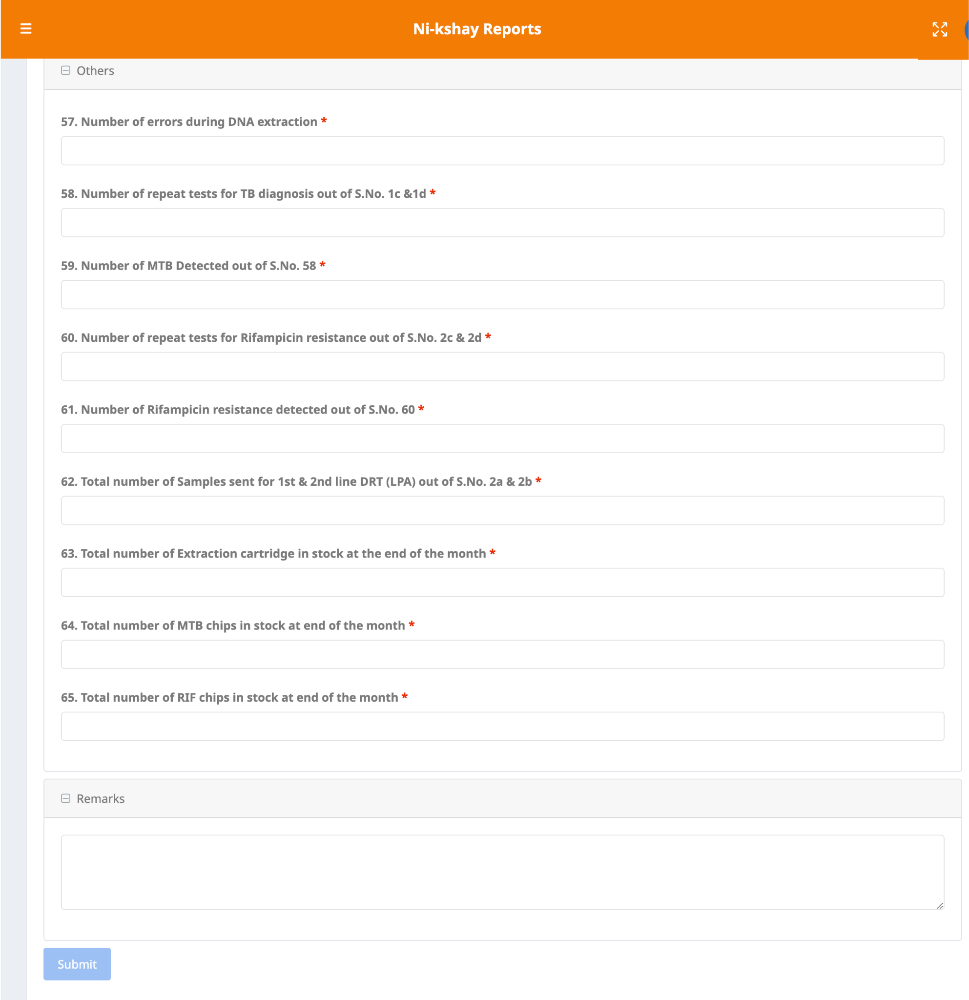 Ni-kshay Reports
Others
57. Number of errors during DNA extraction *
58. Number of repeat tests for TB diagnosis out of S.No. 1c &1d *
59. Number of MTB Detected out of S.No. 58 *
60. Number of repeat tests for Rifampicin resistance out of S.No. 2c & 2d *
61. Number of Rifampicin resistance detected out of S.No. 60 *
62. Total number of Samples sent for 1st & 2nd line DRT (LPA) out of S.No. 2a & 2b *
63. Total number of Extraction cartridge in stock at the end of the month *
64. Total number of MTB chips in stock at end of the month *
65. Total number of RIF chips in stock at end of the month *
Remarks
Submit